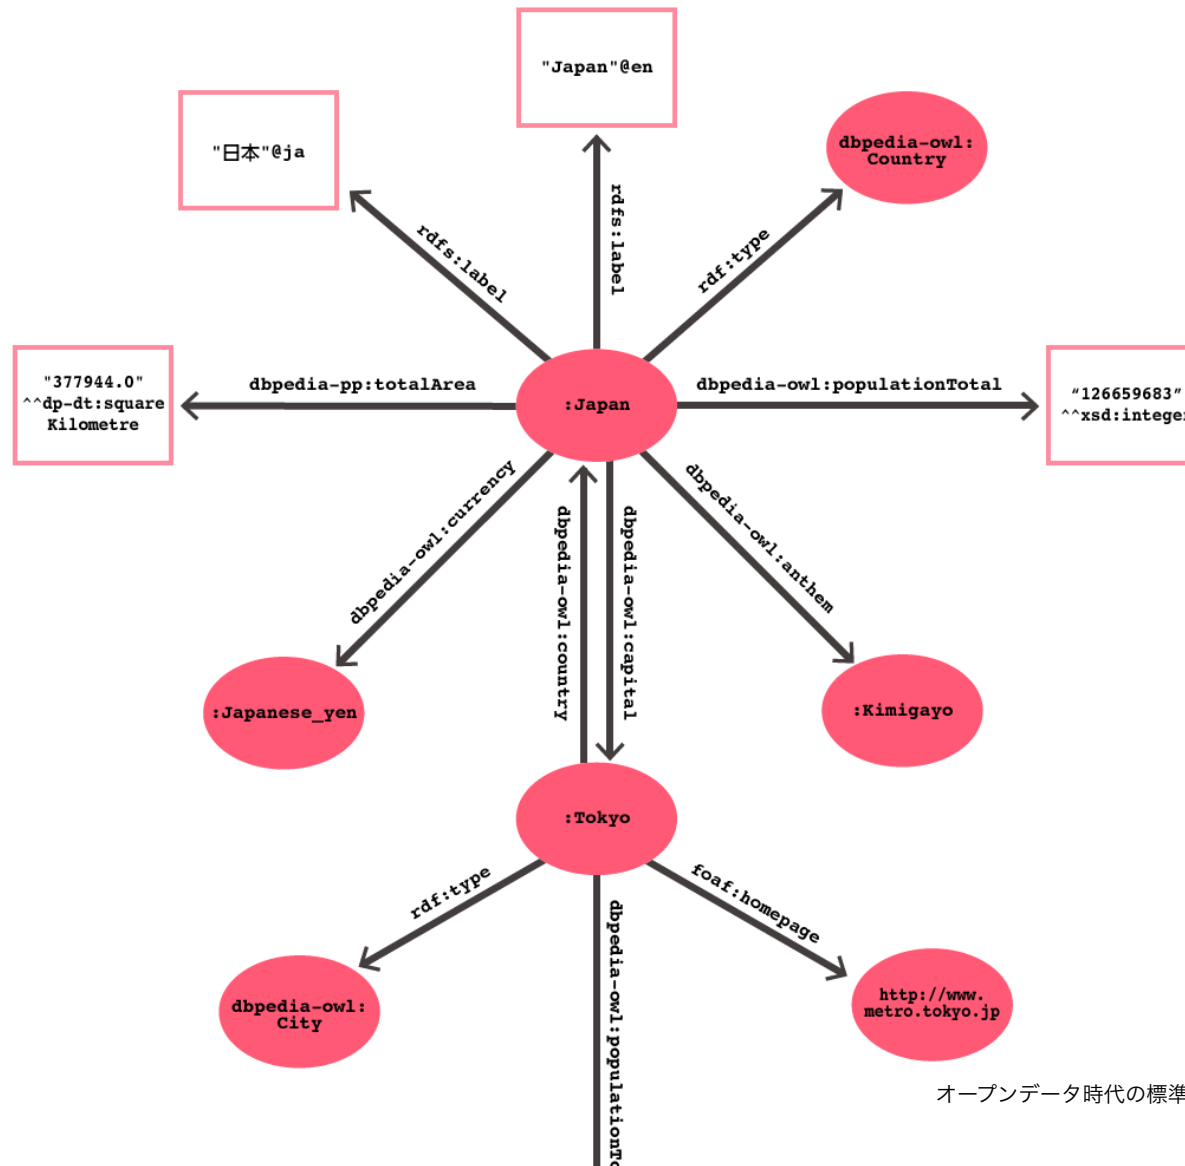 "Japan"@en
"日本"@ja
dbpedia-owl:
Country
rdfs:label
rdfs:label
rdf:type
"377944.0"
^^dp-dt:square
Kilometre
dbpedia-pp:totalArea
:Japan
dbpedia-owl:populationTotal
“126659683”
^^xsd:integer
dbpedia-owl:currency
dbpedia-owl:country
dbpedia-owl:capital
dbpedia-owl:anthem
:Japanese_yen
:Kimigayo
:Tokyo
rdf:type
foaf:homepage
dbpedia-owl:populationTo
dbpedia-owl:
City
http://www.
metro.tokyo.jp
オープンデータ時代の標準